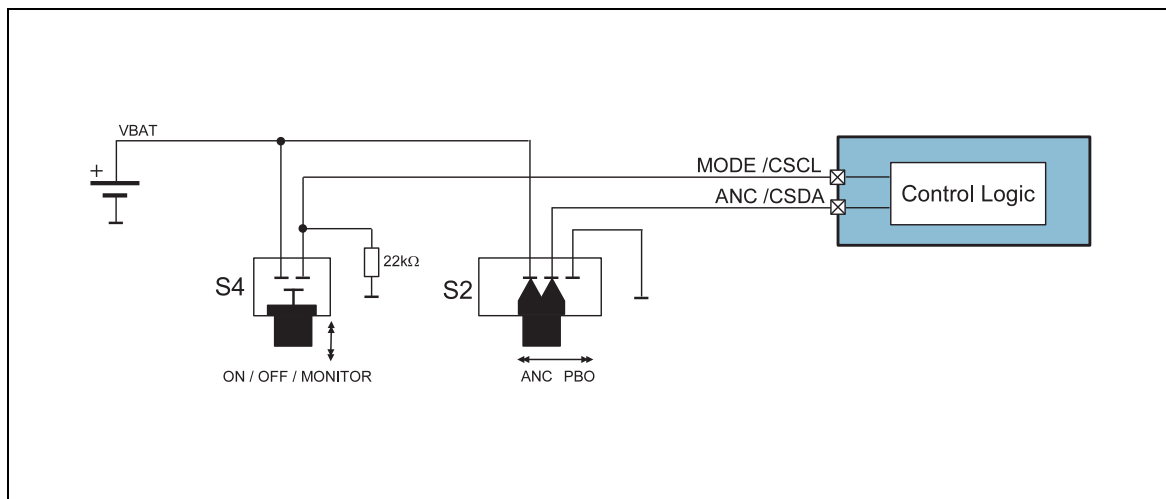 VBAT
+
MODE /CSCL
ANC /CSDA
Control Logic
22kΩ
S4
S2
ON / OFF / MONITOR
ANC PBO